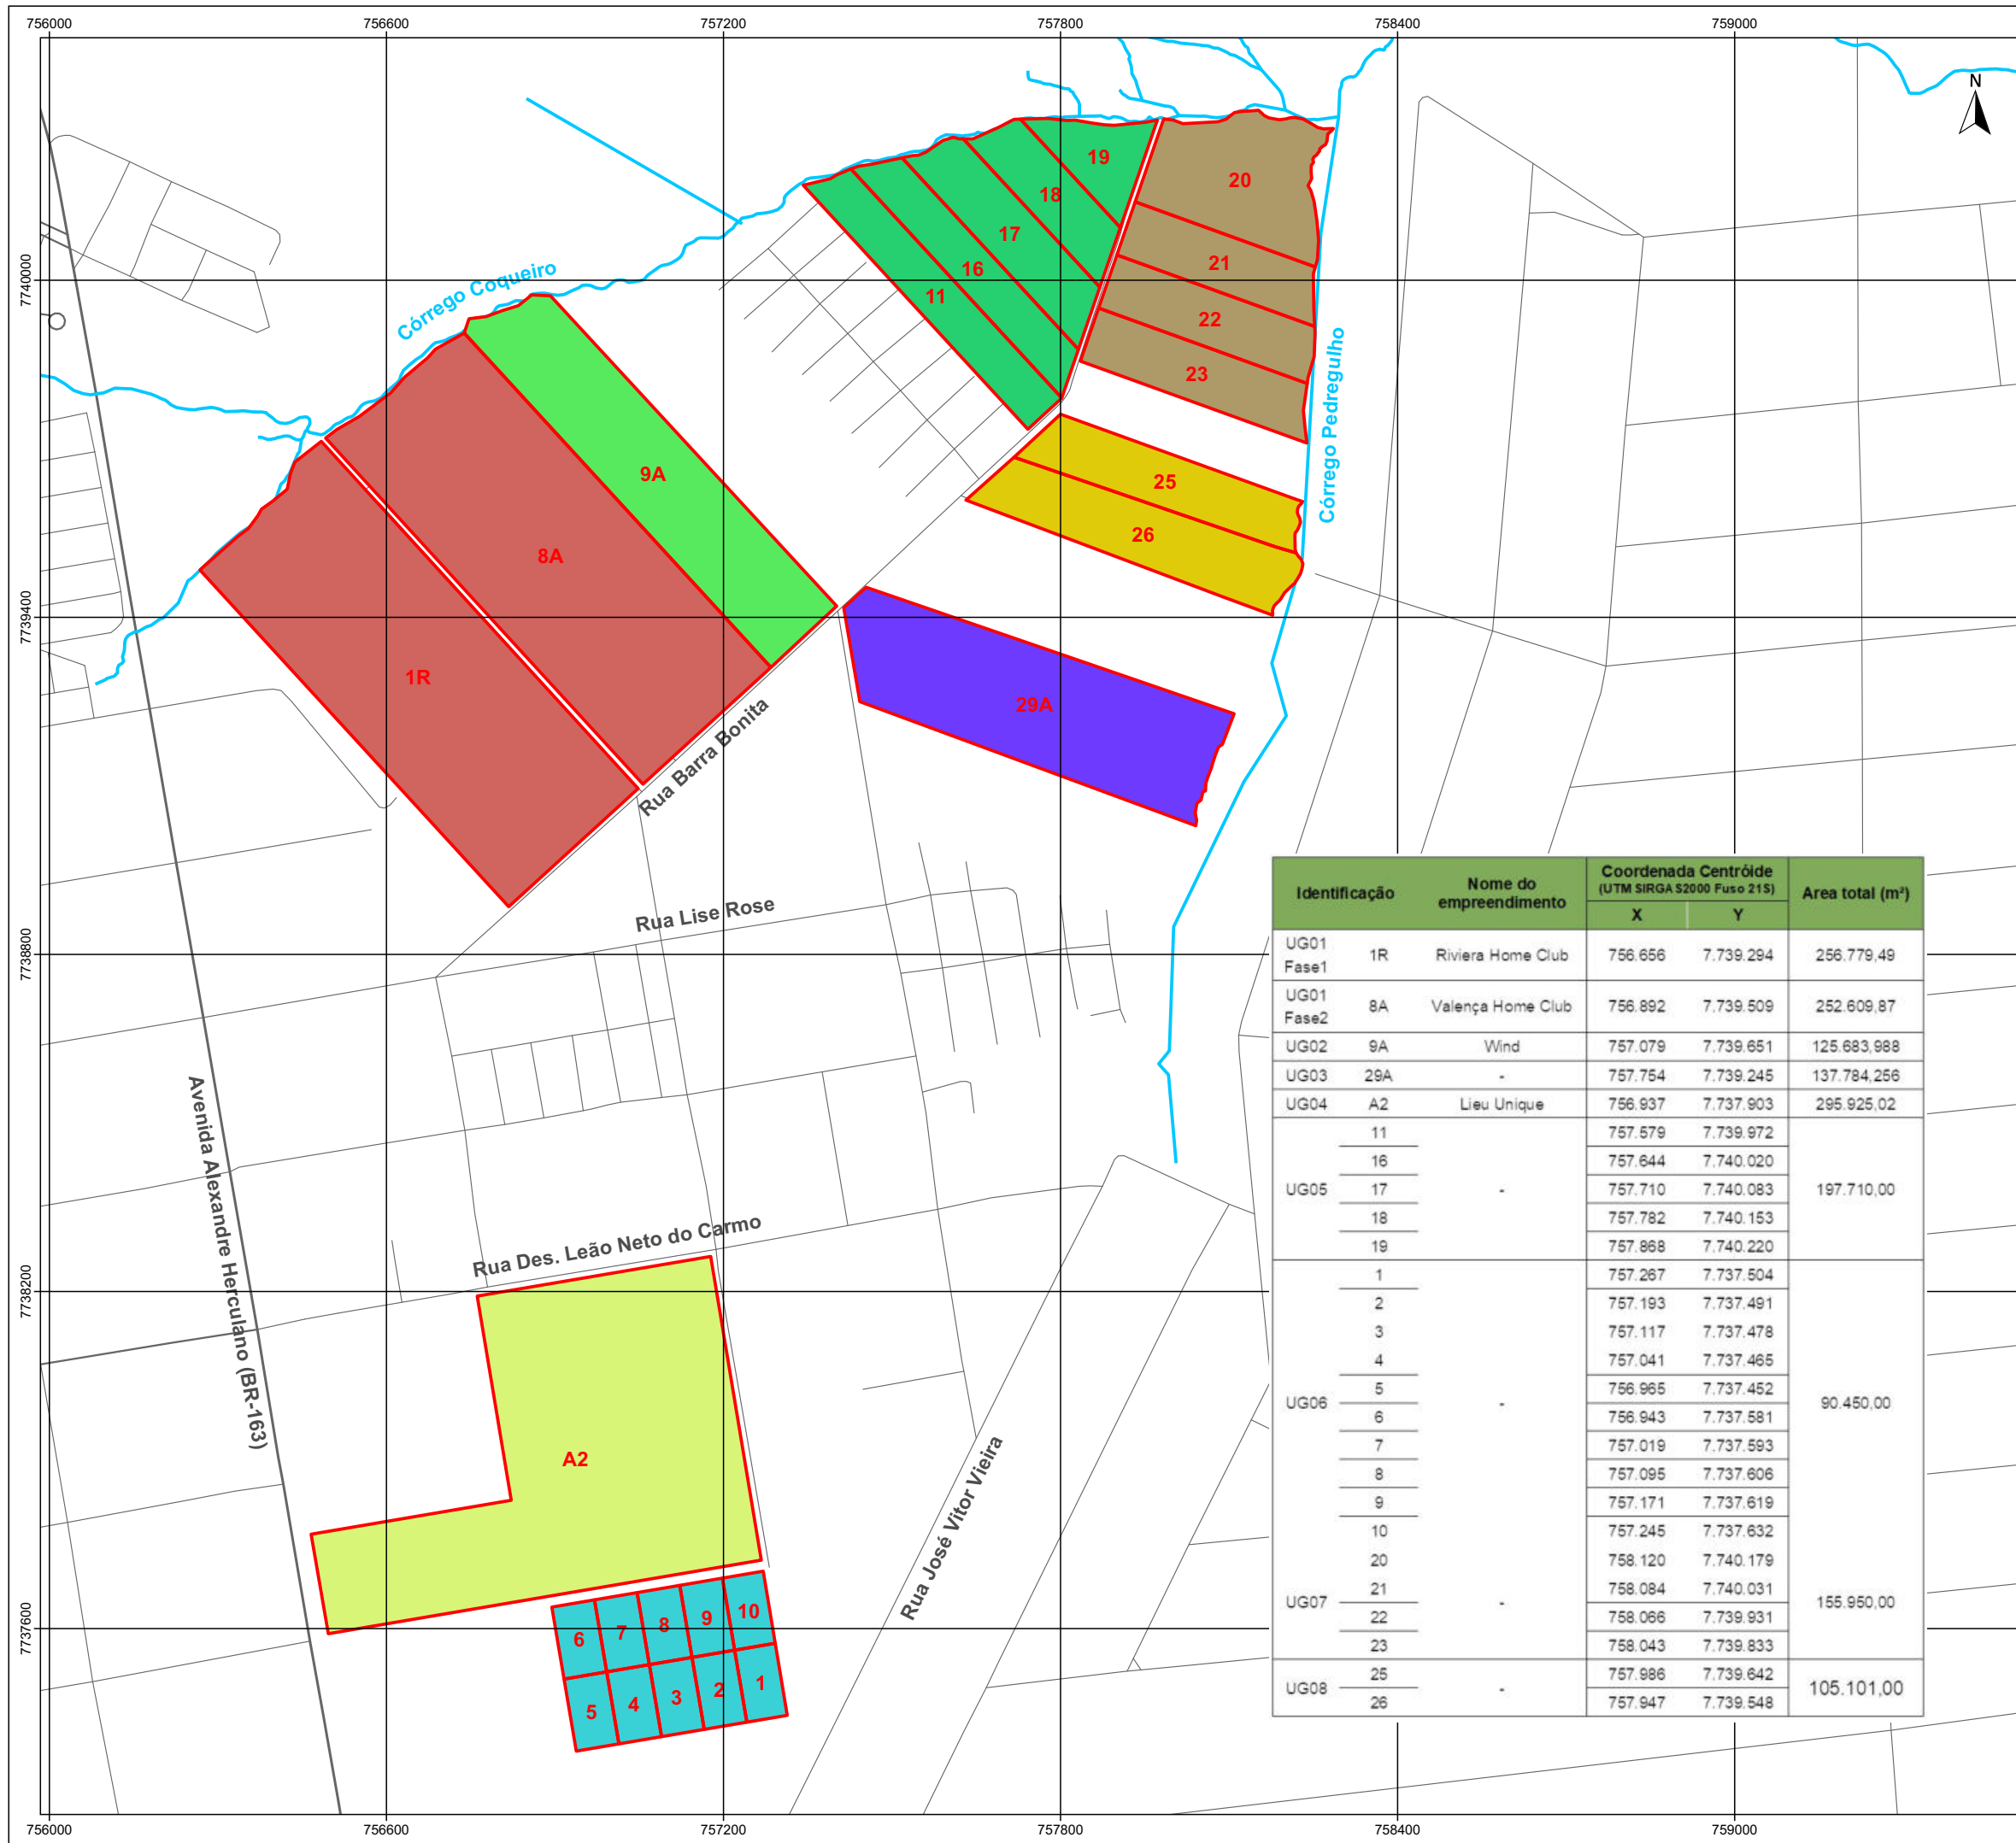 756000 756600 757200 757800 758400 759000
N
7740000
7739400
7738800
7738200
7737600
Córrego Coqueiro
Córrego Pedregulho
19
18
17
16
11
20
21
22
23
25
26
9A
8A
1R
29A
Rua Barra Bonita
Rua Lise Rose
Rua Des. Leão Neto do Carmo
Avenida Alexandre Herculano (BR-163)
Rua José Vitor Vieira
A2
6 7 8 9 10
5 4 3 2 1
Identificação Nome do empreendimento Coordenada Centróide (UTM SIRGAS2000 Fuso 21S) Area total (m²)
X Y
UG01 Fase1 1R Riviera Home Club 756.656 7.739.294 256.779,49
UG01 Fase2 8A Valença Home Club 756.892 7.739.509 252.609,87
UG02 9A Wind 757.079 7.739.651 125.683,988
UG03 29A - 757.754 7.739.245 137.784,256
UG04 A2 Lieu Unique 756.937 7.737.903 295.925,02
11 757.579 7.739.972
16 757.644 7.740.020
UG05 17 - 757.710 7.740.083 197.710,00
18 757.782 7.740.153
19 757.868 7.740.220
1 757.267 7.737.504
2 757.193 7.737.491
3 757.117 7.737.478
4 757.041 7.737.465
5 756.965 7.737.452
UG06 - 90.450,00
6 756.943 7.737.581
7 757.019 7.737.593
8 757.095 7.737.606
9 757.171 7.737.619
10 757.245 7.737.632
20 758.120 7.740.179
21 758.084 7.740.031
UG07 - 155.950,00
22 758.066 7.739.931
23 758.043 7.739.833
25 757.986 7.739.642
UG08 - 105.101,00
26 757.947 7.739.548
756000 756600 757200 757800 758400 759000